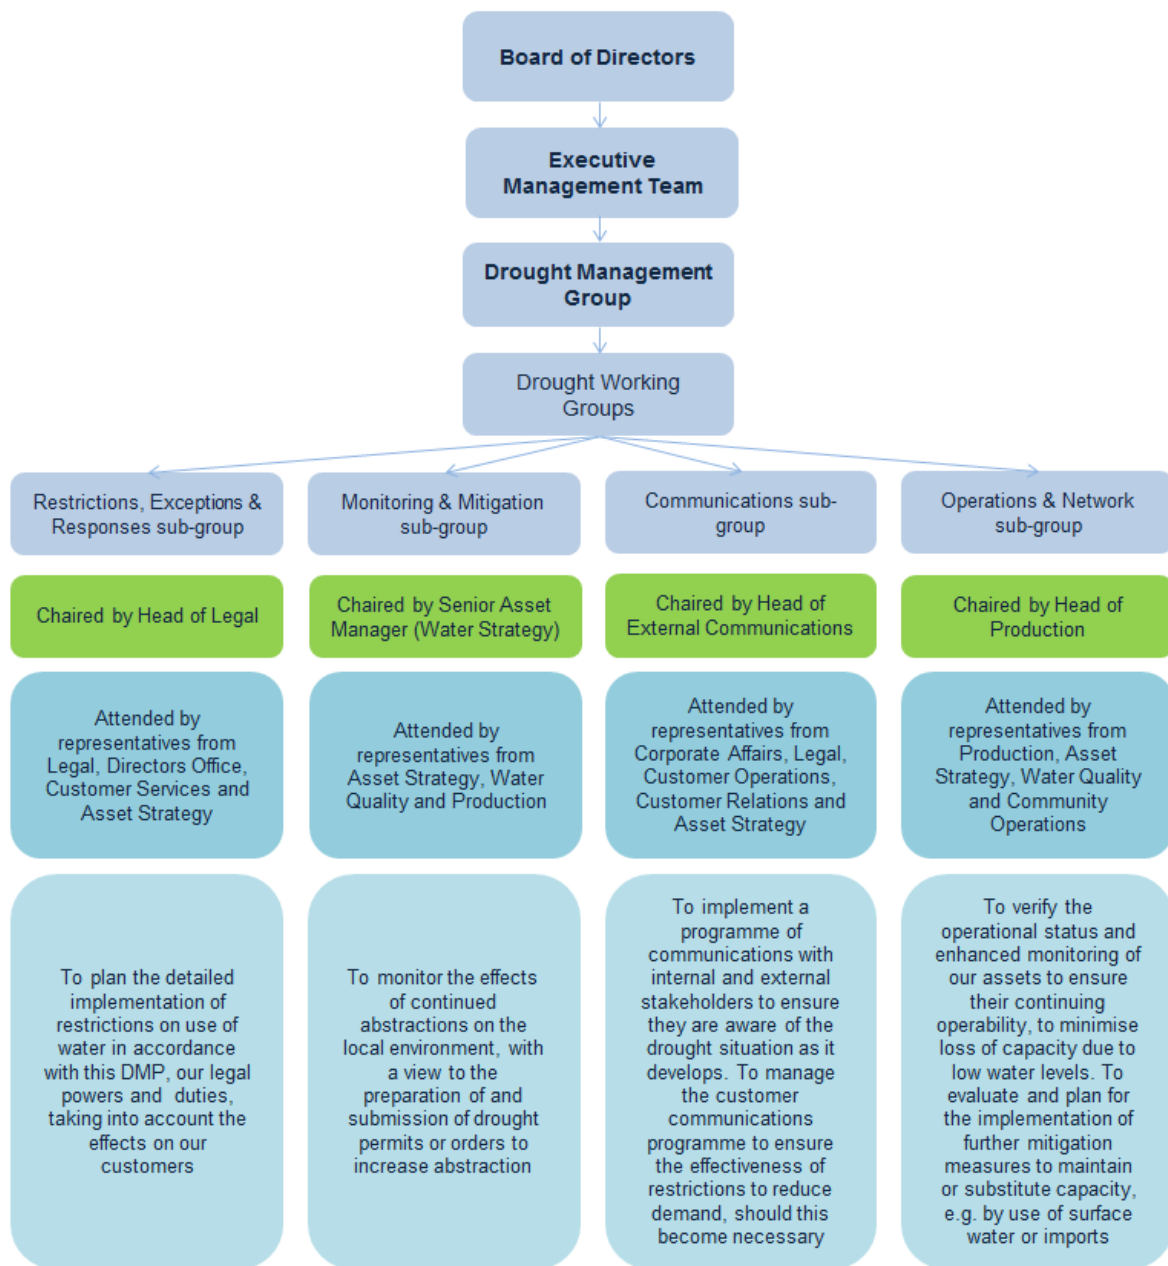 Board of Directors
Executive
Management Team
Drought Management
Group
Drought Working
Groups
Restrictions, Exceptions &
Responses sub-group
Monitoring & Mitigation
sub-group
Communications sub-
group
Operations & Network
sub-group
Chaired by Head of Legal
Chaired by Senior Asset
Manager (Water Strategy)
Chaired by Head of
External Communications
Chaired by Head of
Production
Attended by
representatives from
Legal, Directors Office,
Customer Services and
Asset Strategy
Attended by
representatives from
Asset Strategy, Water
Quality and Production
Attended by
representatives from
Corporate Affairs, Legal,
Customer Operations,
Customer Relations and
Asset Strategy
Attended by
representatives from
Production, Asset
Strategy, Water Quality
and Community
Operations
To plan the detailed
implementation of
restrictions on use of
water in accordance
with this DMP, our legal
powers and duties,
taking into account the
effects on our
customers
To monitor the effects
of continued
abstractions on the
local environment, with
a view to the
preparation of and
submission of drought
permits or orders to
increase abstraction
To implement a
programme of
communications with
internal and external
stakeholders to ensure
they are aware of the
drought situation as it
develops. To manage
the customer
communications
programme to ensure
the effectiveness of
restrictions to reduce
demand, should this
become necessary
To verify the
operational status and
enhanced monitoring of
our assets to ensure
their continuing
operability, to minimise
loss of capacity due to
low water levels. To
evaluate and plan for
the implementation of
further mitigation
measures to maintain
or substitute capacity,
e.g. by use of surface
water or imports